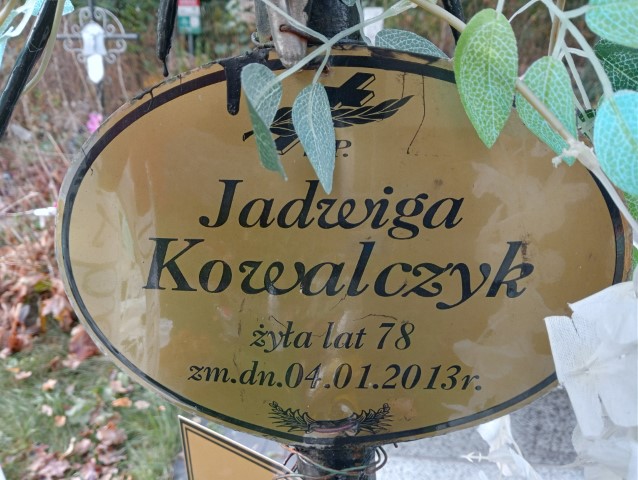 Jadwiga
Kowalczyk
żyła lat 78
zm.dn.04.01.2013r.